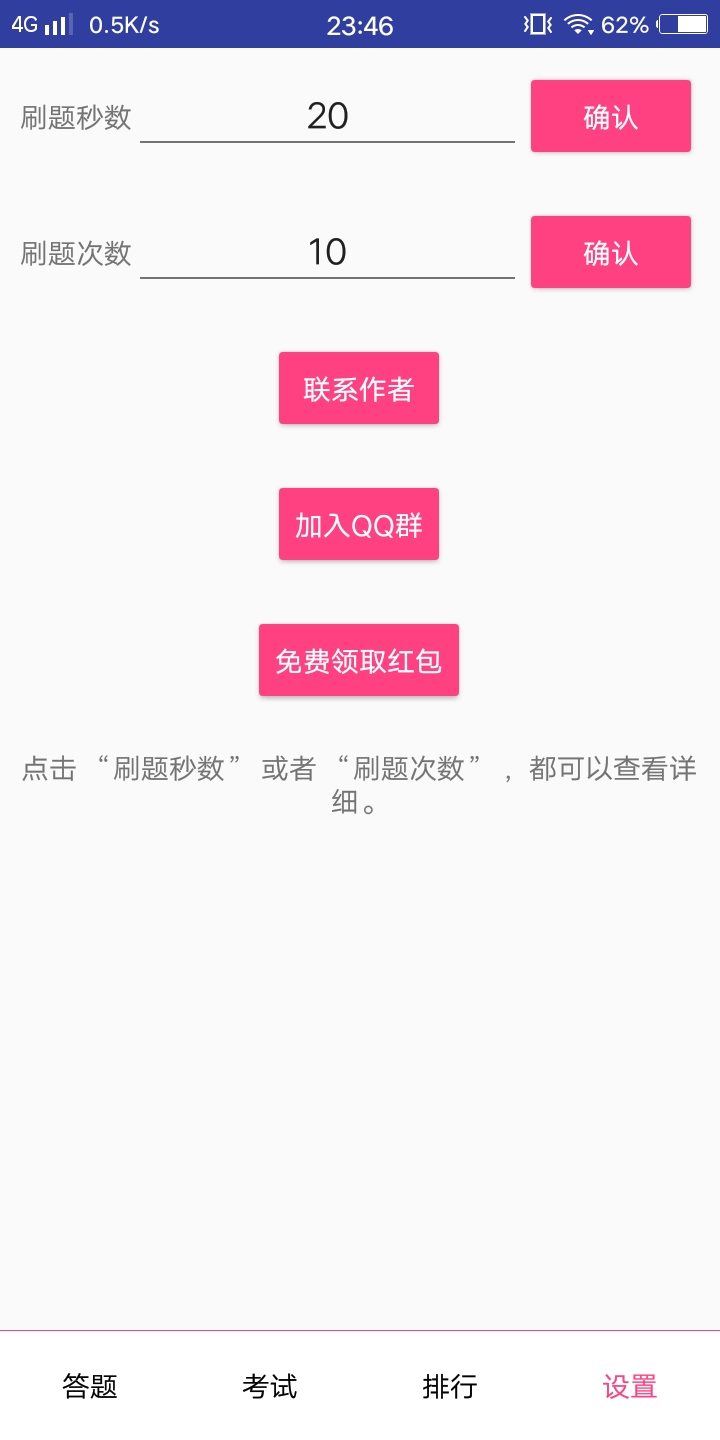 4G 0.5K/s 23:46 62%
刷题秒数 20 确认
刷题次数 10 确认
联系作者
加入QQ群
免费领取红包
点击“刷题秒数”或者“刷题次数”，都可以查看详
细。
答题 考试 排行 设置